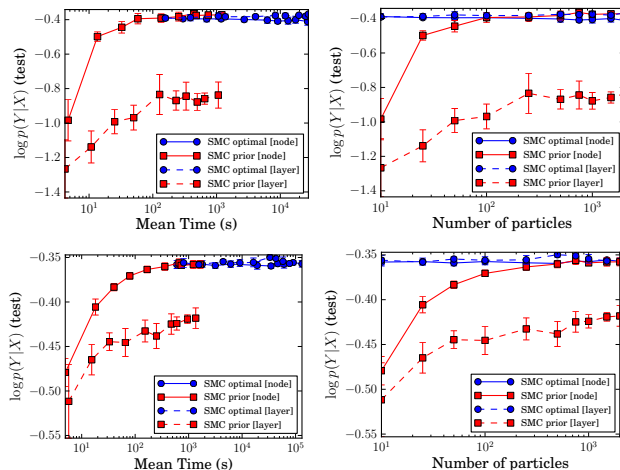 −0.4
−0.6
−0.8
−1.0
−1.2
−1.4
log p(Y|X) (test)
SMC optimal [node]
SMC prior [node]
SMC optimal [layer]
SMC prior [layer]
10¹ 10² 10³ 10⁴
Mean Time (s)
−0.4
−0.6
−0.8
−1.0
−1.2
−1.4
log p(Y|X) (test)
SMC optimal [node]
SMC prior [node]
SMC optimal [layer]
SMC prior [layer]
10¹ 10² 10³
Number of particles
−0.35
−0.40
−0.45
−0.50
−0.55
log p(Y|X) (test)
SMC optimal [node]
SMC prior [node]
SMC optimal [layer]
SMC prior [layer]
10¹ 10² 10³ 10⁴ 10⁵
Mean Time (s)
−0.35
−0.40
−0.45
−0.50
−0.55
log p(Y|X) (test)
SMC optimal [node]
SMC prior [node]
SMC optimal [layer]
SMC prior [layer]
10¹ 10² 10³
Number of particles